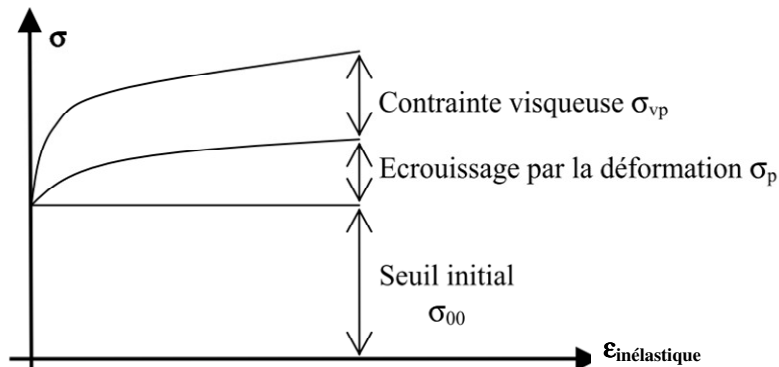 σ
Contrainte visqueuse σvp
Ecrouissage par la déformation σp
Seuil initial
σ00
εinélastique